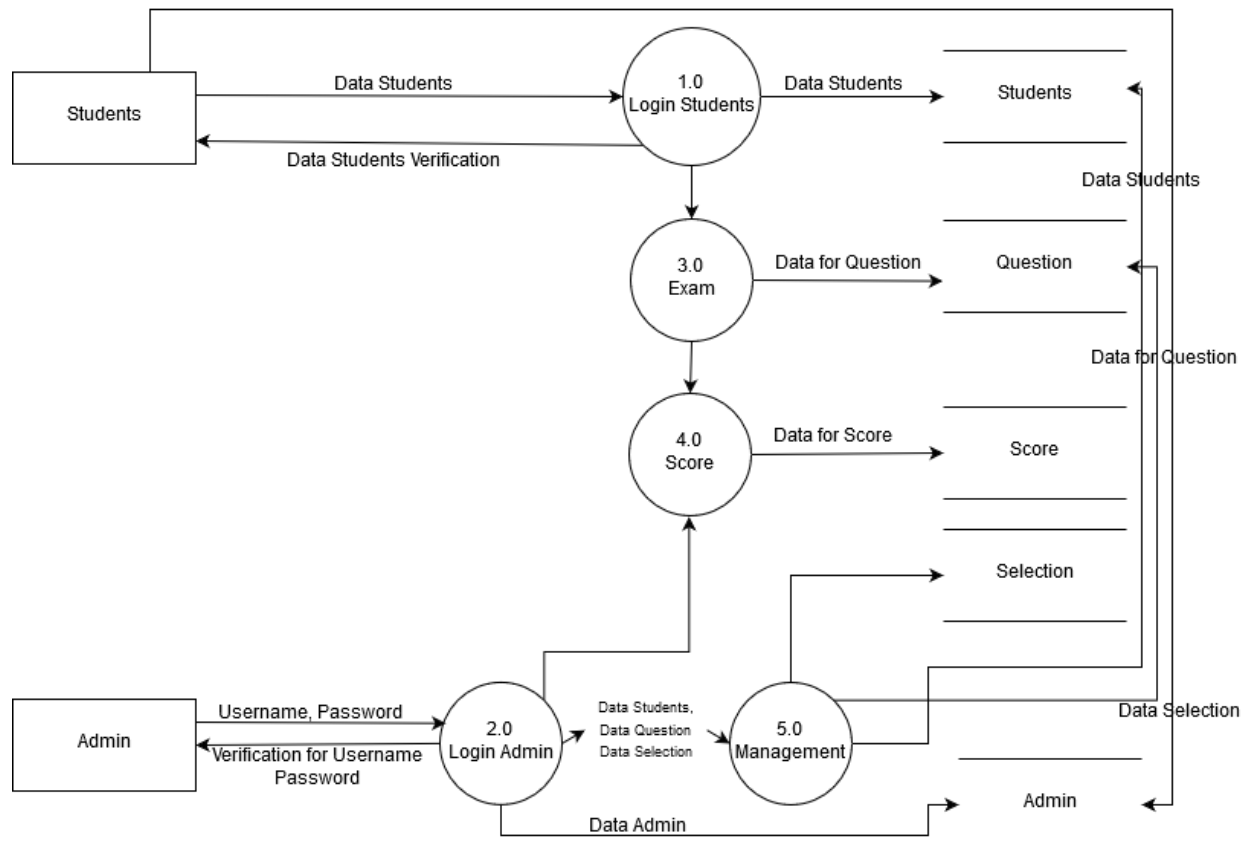 Students
Data Students
1.0
Login Students
Data Students
Students
Data Students Verification
Data Students
3.0
Exam
Data for Question
Question
Data for Question
4.0
Score
Data for Score
Score
Selection
Admin
Username, Password
Verification for Username
Password
2.0
Login Admin
Data Students,
Data Question
Data Selection
5.0
Management
Data Selection
Data Admin
Admin